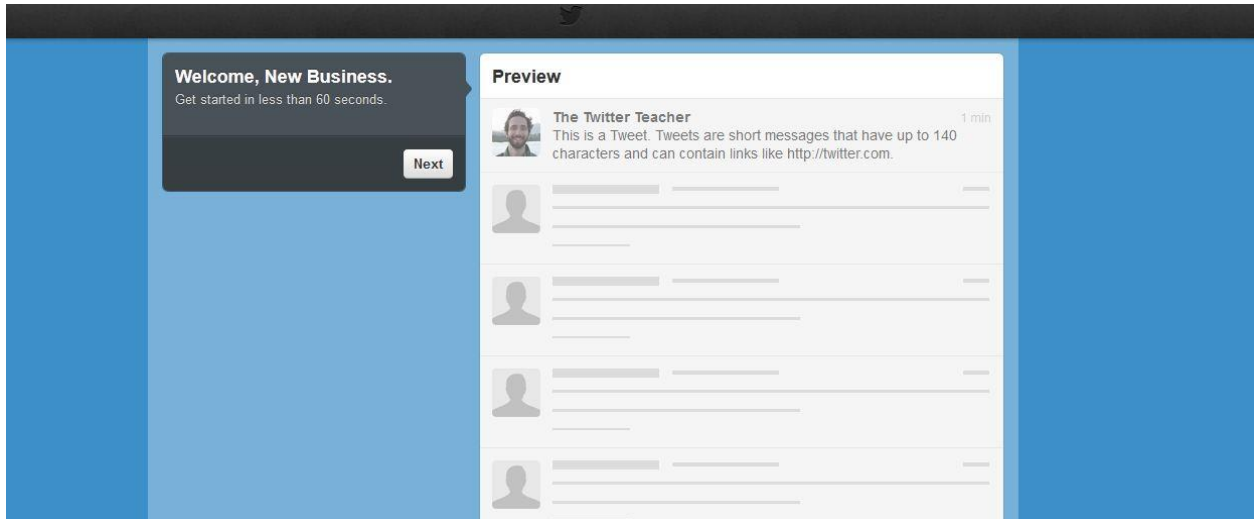 Welcome, New Business.
Get started in less than 60 seconds.
Next
Preview
The Twitter Teacher
1 min
This is a Tweet. Tweets are short messages that have up to 140
characters and can contain links like http://twitter.com.